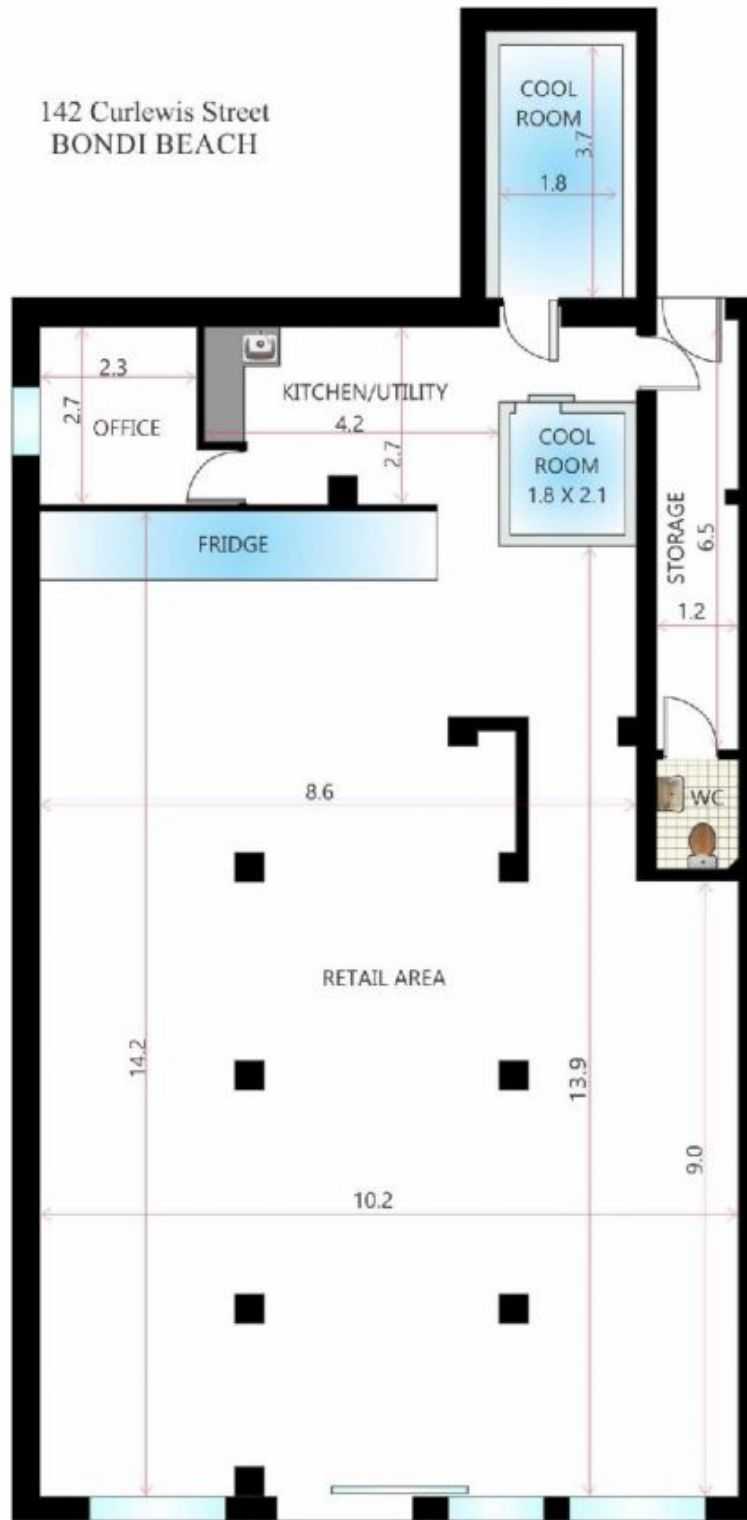 142 Curlewis Street
BONDI BEACH
COOL
ROOM
3.7
1.8
2.3
2.7
OFFICE
KITCHEN/UTILITY
4.2
2.7
COOL
ROOM
1.8 X 2.1
STORAGE
6.5
1.2
FRIDGE
8.6
WC
RETAIL AREA
14.2
13.9
9.0
10.2